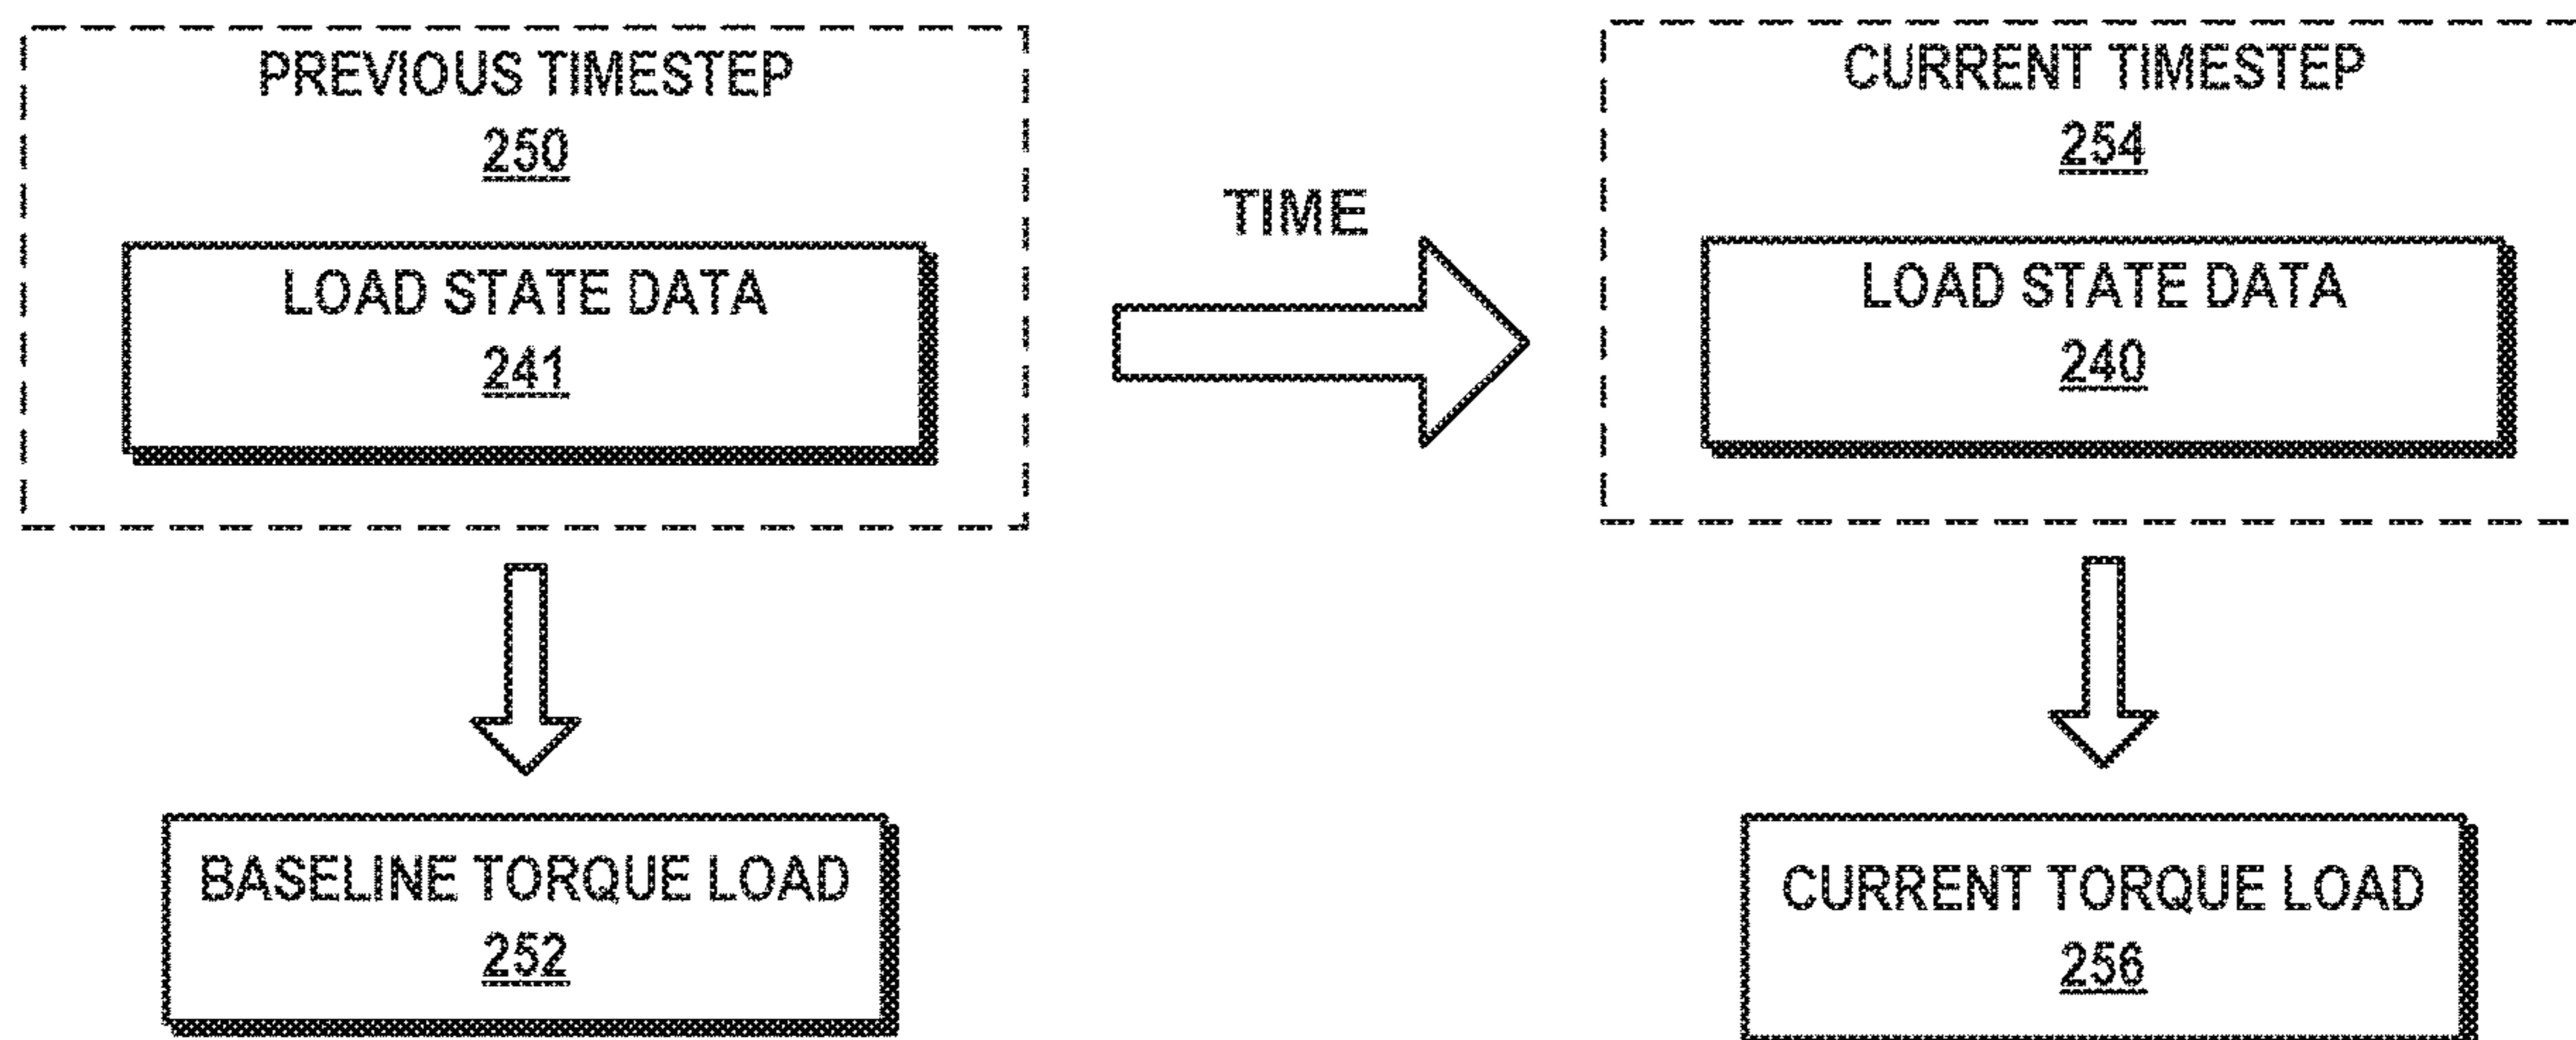 PREVIOUS TIMESTEP
250
LOAD STATE DATA
241
TIME
CURRENT TIMESTEP
254
LOAD STATE DATA
240
BASELINE TORQUE LOAD
252
CURRENT TORQUE LOAD
256